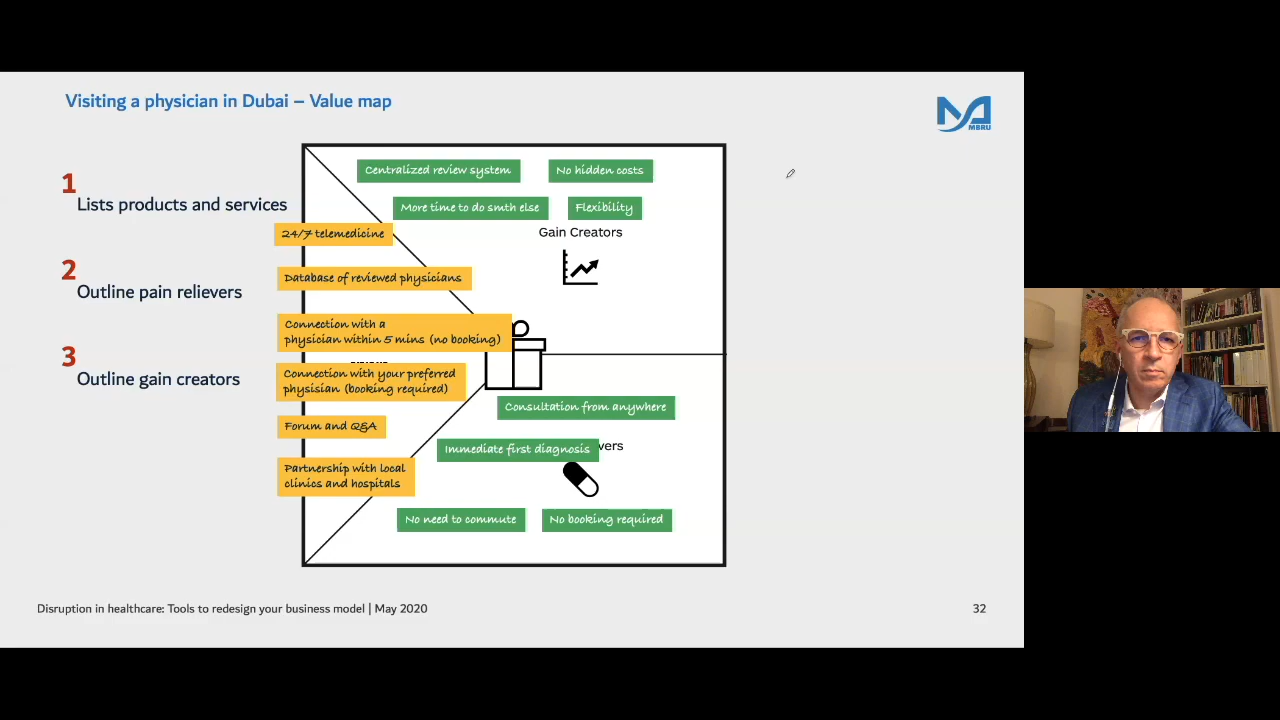 Visiting a physician in Dubai – Value map
MBRU
1
Lists products and services
2
Outline pain relievers
3
Outline gain creators
Centralized review system
No hidden costs
More time to do smth else
Flexibility
Gain Creators
24/7 telemedicine
Database of reviewed physicians
Connection with a
physician within 5 mins (no booking)
Connection with your preferred
physisian (booking required)
Forum and Q&A
Partnership with local
clinics and hospitals
Consultation from anywhere
Immediate first diagnosis
No need to commute
No booking required
Disruption in healthcare: Tools to redesign your business model | May 2020
32